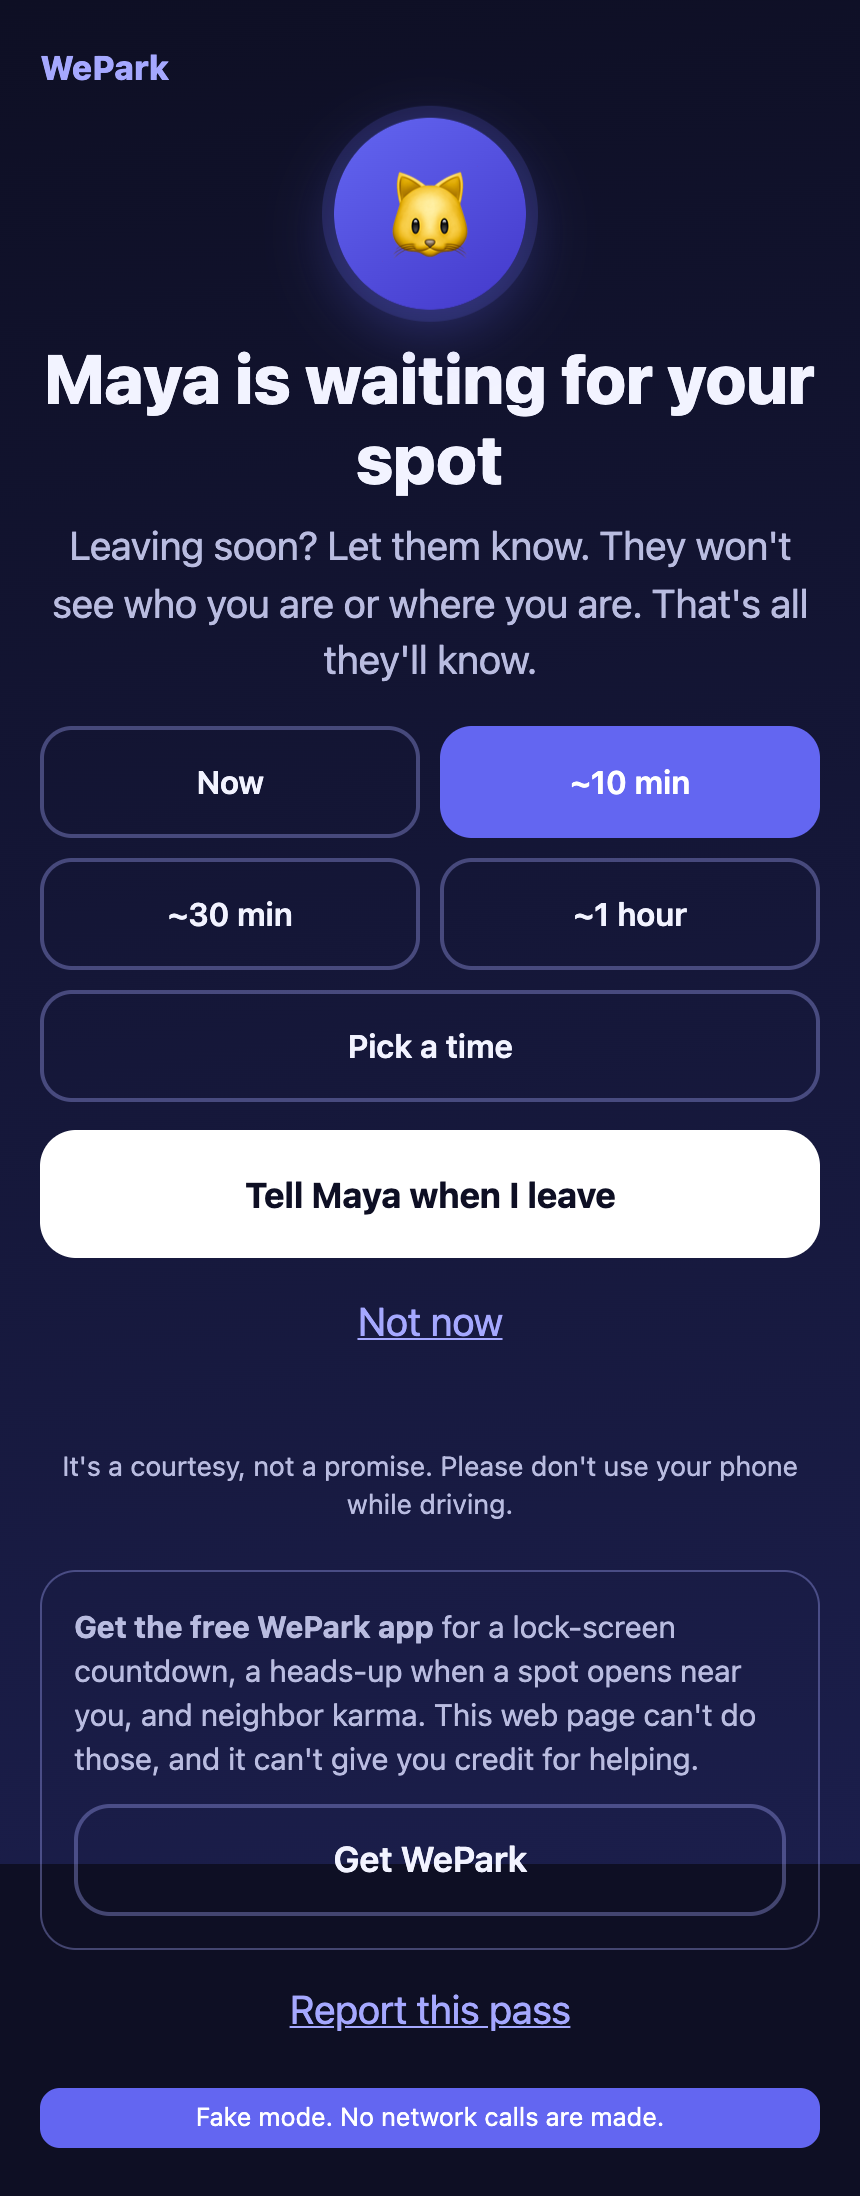 WePark
Maya is waiting for your
spot
Leaving soon? Let them know. They won't
see who you are or where you are. That's all
they'll know.
Now
~10 min
~30 min
~1 hour
Pick a time
Tell Maya when I leave
Not now
It's a courtesy, not a promise. Please don't use your phone
while driving.
Get the free WePark app for a lock-screen
countdown, a heads-up when a spot opens near
you, and neighbor karma. This web page can't do
those, and it can't give you credit for helping.
Get WePark
Report this pass
Fake mode. No network calls are made.